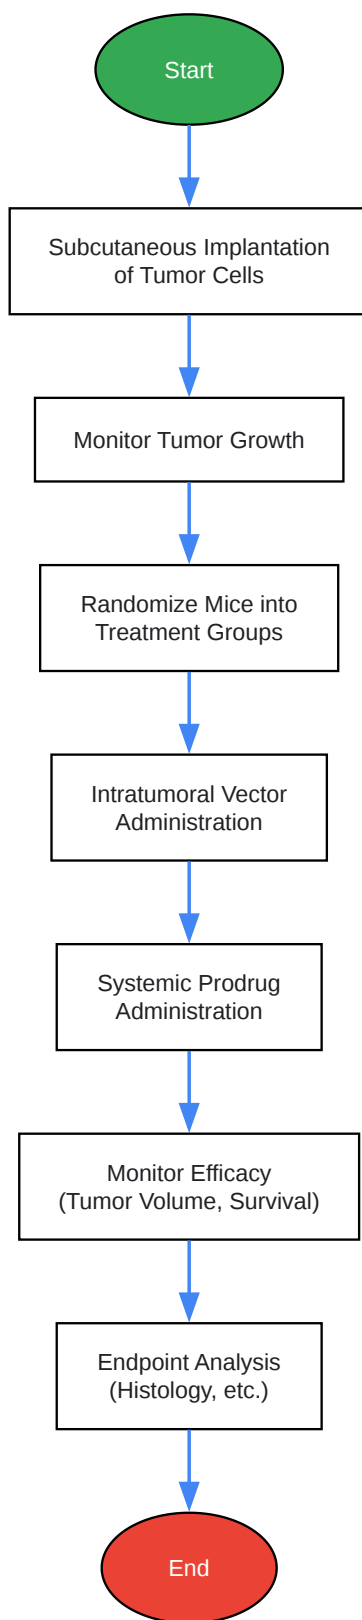 Start
Subcutaneous Implantation
of Tumor Cells
Monitor Tumor Growth
Randomize Mice into
Treatment Groups
Intratumoral Vector
Administration
Systemic Prodrug
Administration
Monitor Efficacy
(Tumor Volume, Survival)
Endpoint Analysis
(Histology, etc.)
End